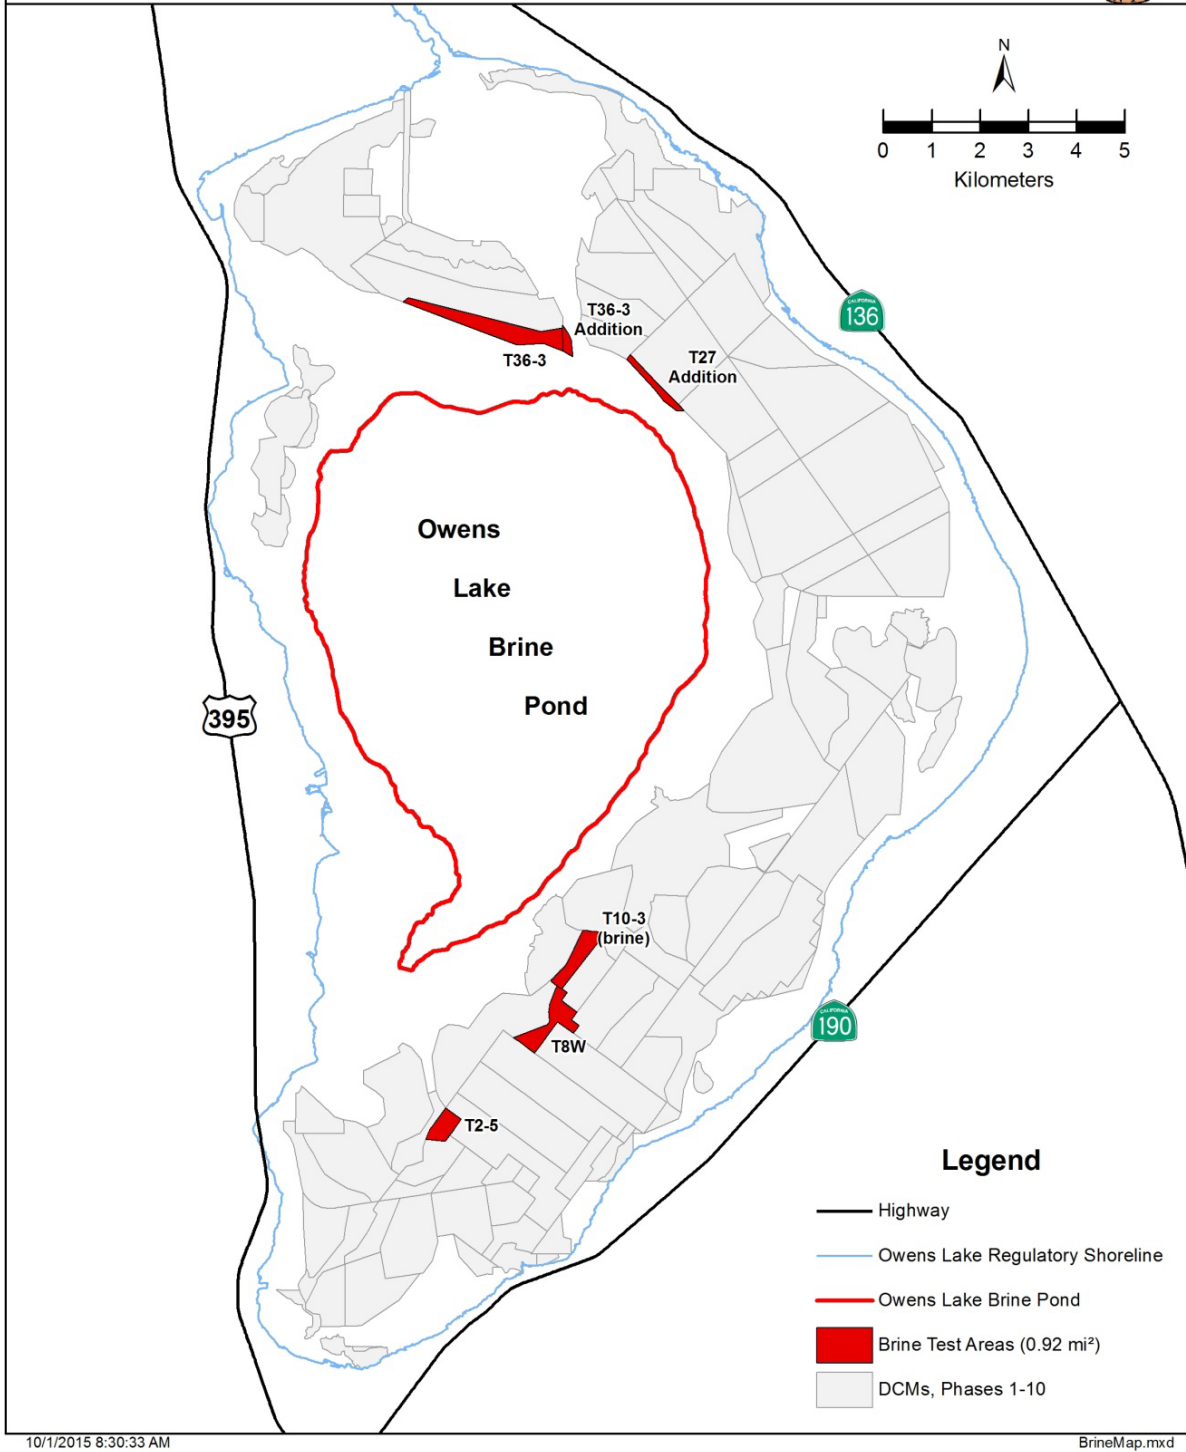 N
0 1 2 3 4 5
Kilometers
CALIFORNIA
136
T36-3
Addition
T36-3
T27
Addition
Owens
Lake
Brine
Pond
395
T10-3
(brine)
CALIFORNIA
190
T8W
T2-5
Legend
Highway
Owens Lake Regulatory Shoreline
Owens Lake Brine Pond
Brine Test Areas (0.92 mi²)
DCMs, Phases 1-10
10/1/2015 8:30:33 AM
BrineMap.mxd